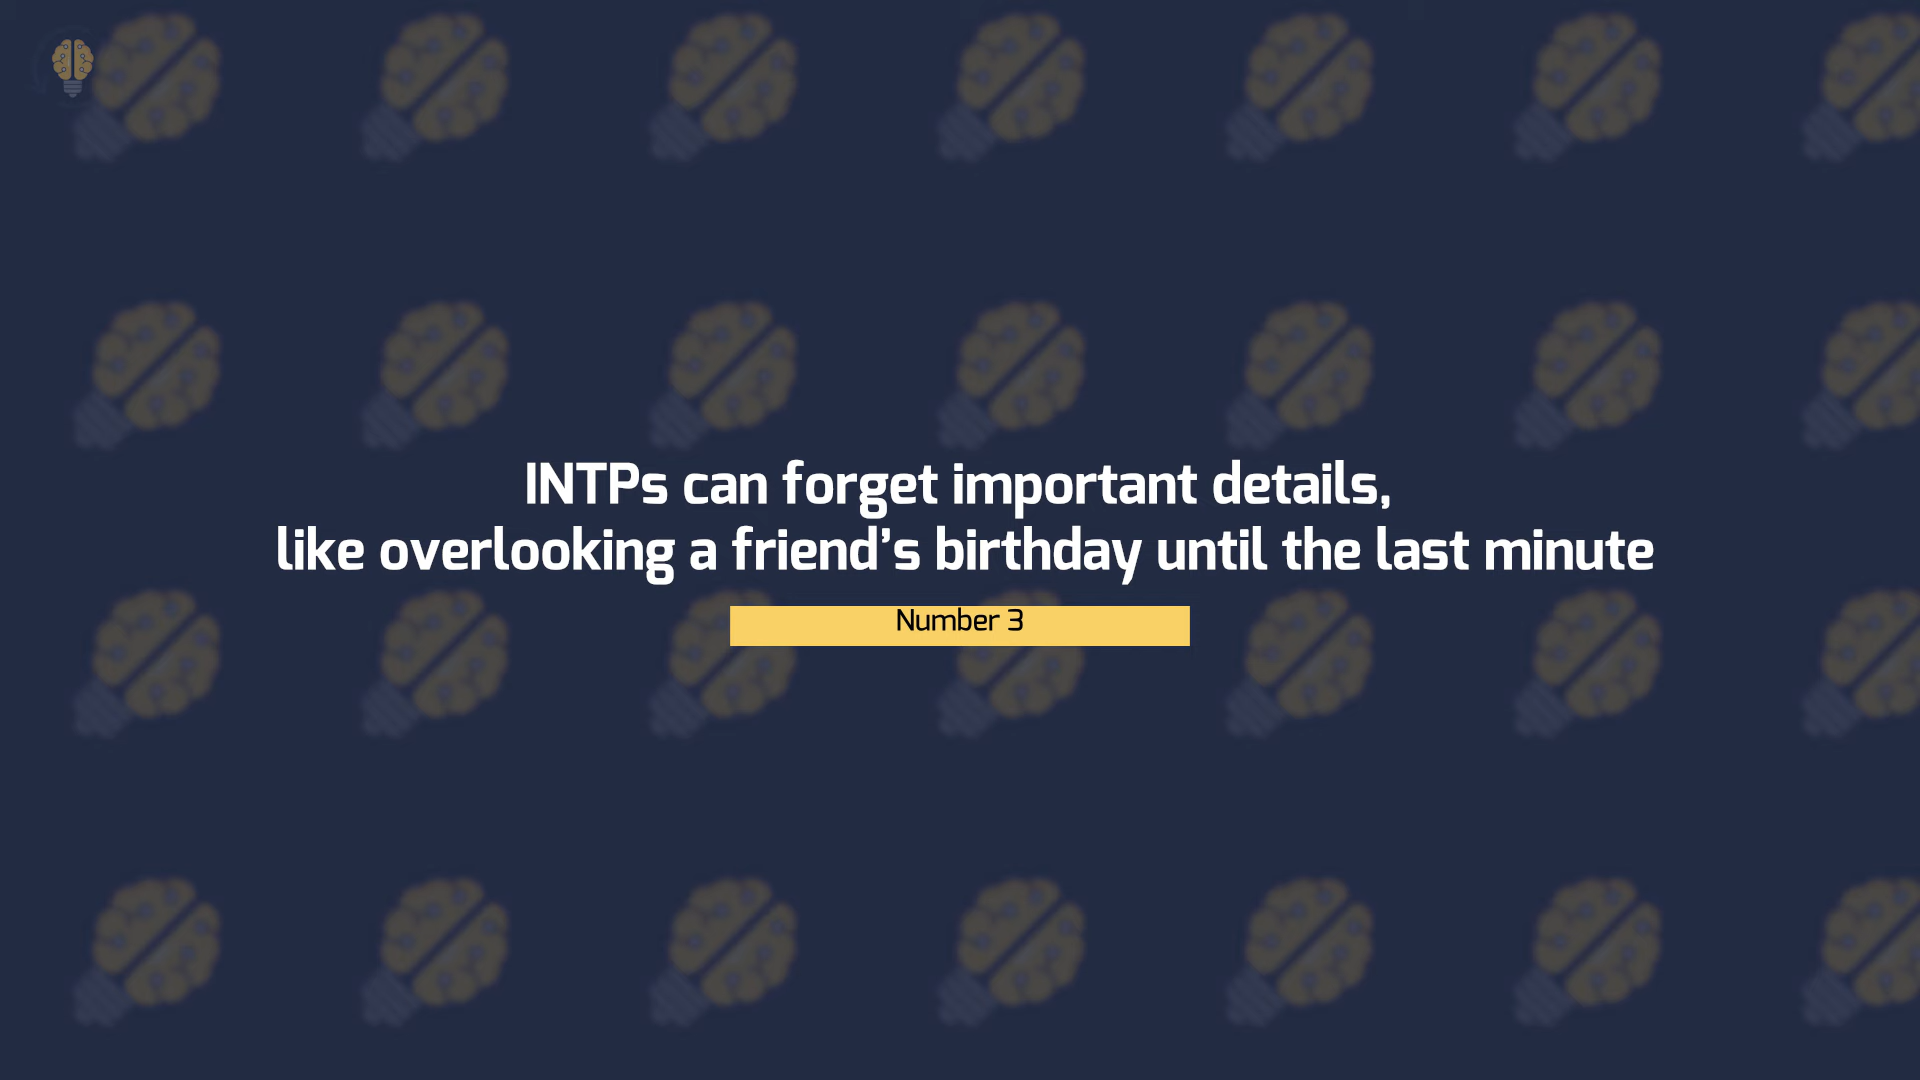 INTPs can forget important details,
like overlooking a friend’s birthday until the last minute
Number 3